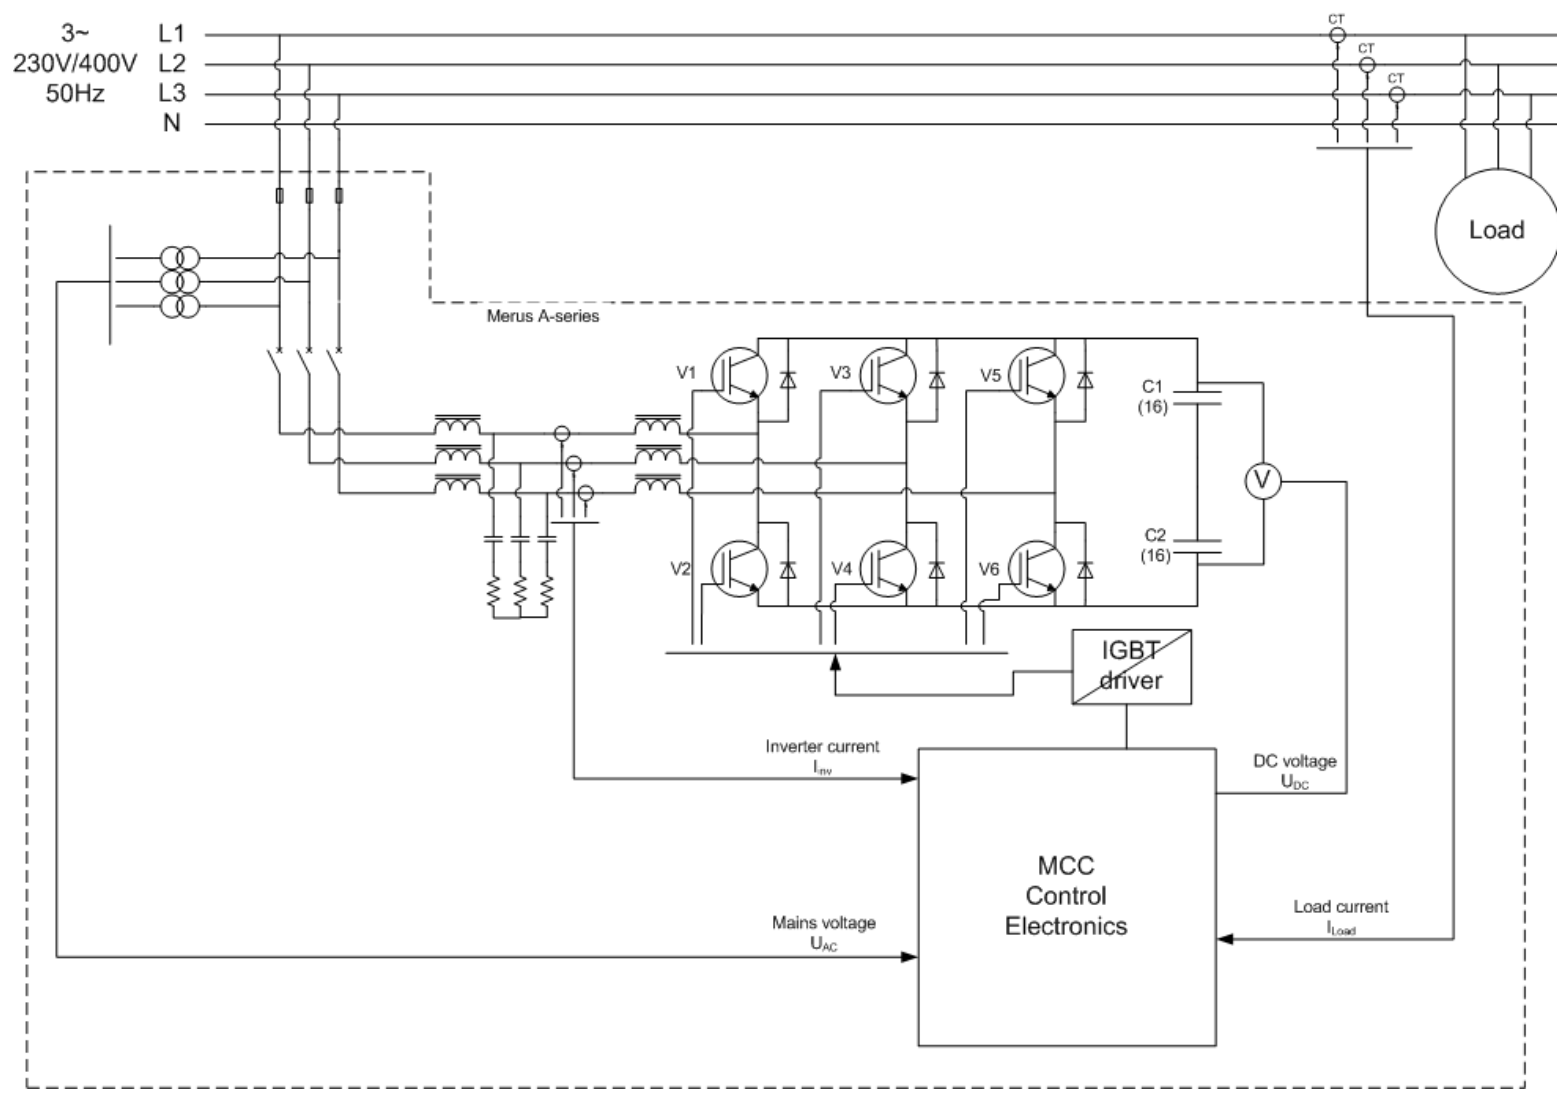 3~
230V/400V
50Hz
L1
L2
L3
N
CT
CT
CT
Load
Merus A-series
V1
V3
V5
C1
(16)
V
V2
V4
V6
C2
(16)
IGBT
driver
Inverter current
Iinv
DC voltage
UDC
MCC
Control
Electronics
Mains voltage
UAC
Load current
ILoad